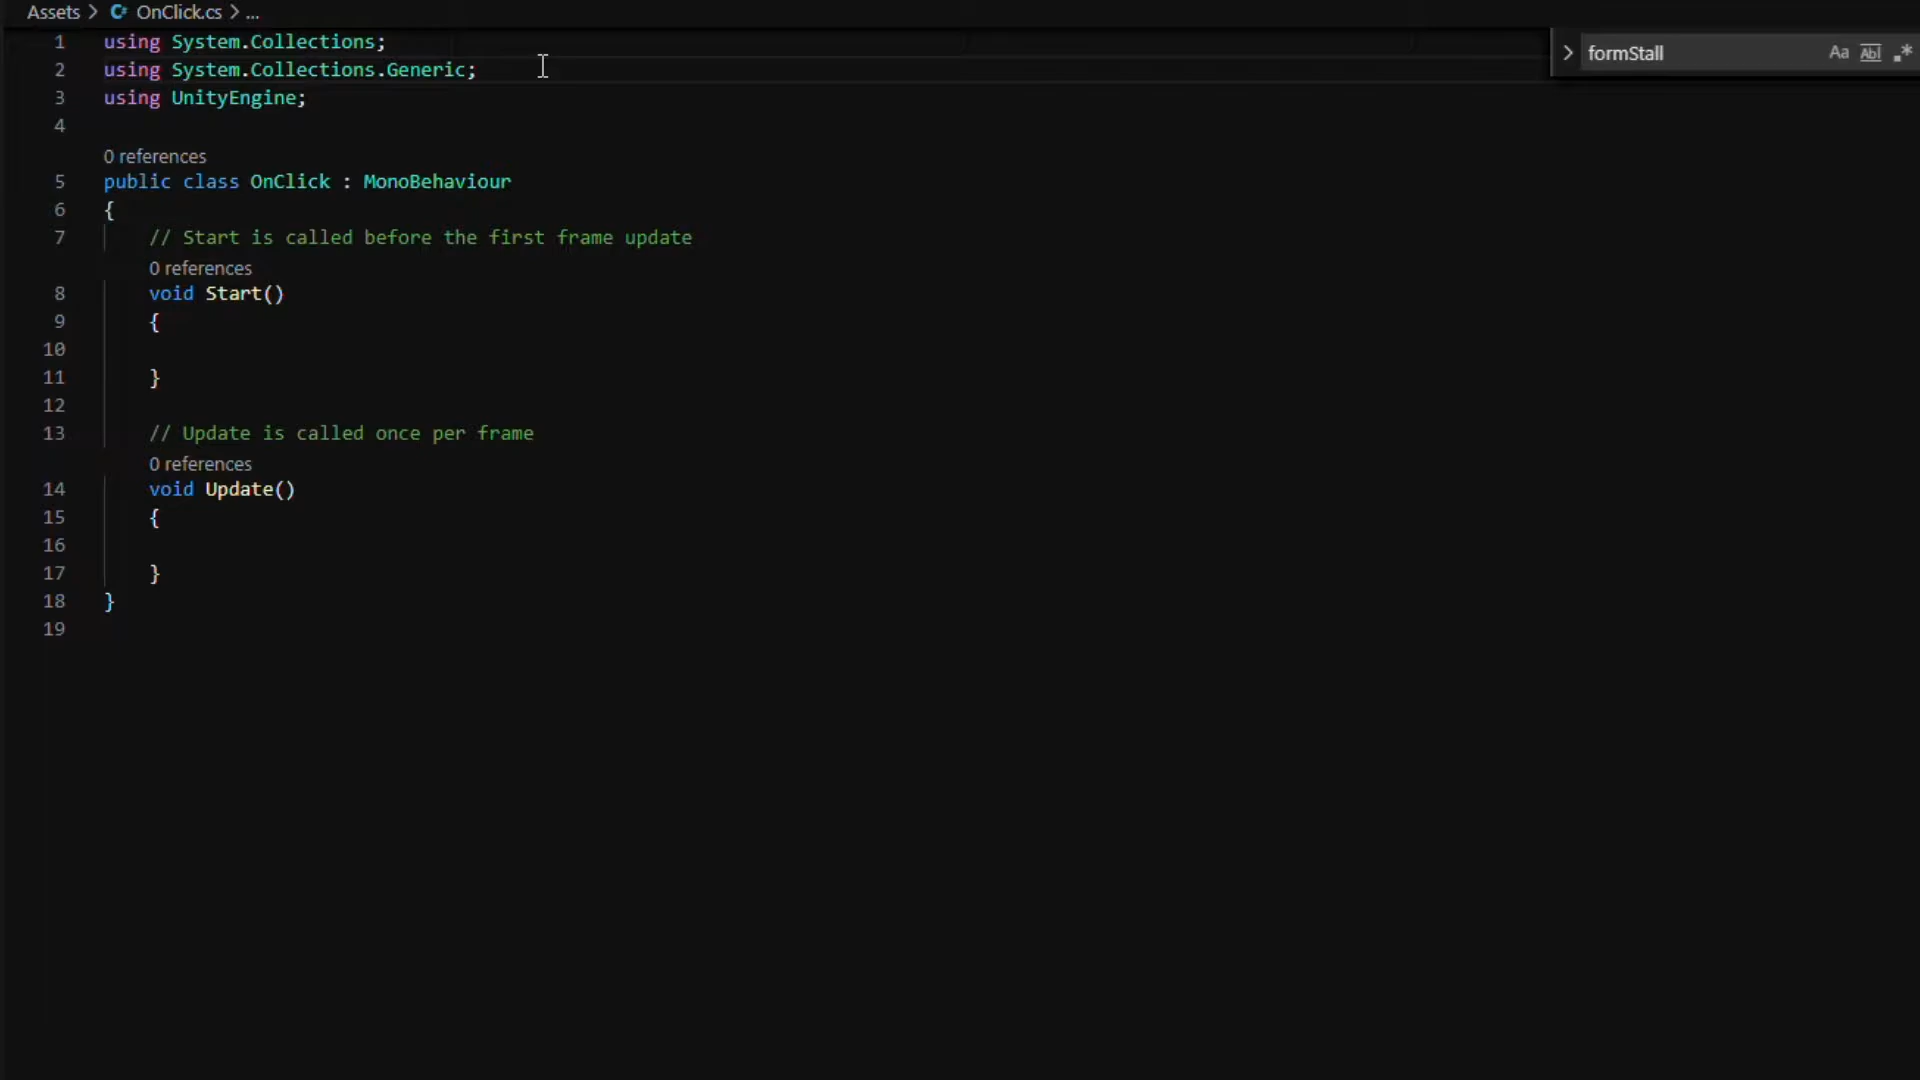 Assets > OnClick.cs > ...
formStall Aa Abl .*
1 using System.Collections;
2 using System.Collections.Generic;
3 using UnityEngine;
4
0 references
5 public class OnClick : MonoBehaviour
6 {
7 // Start is called before the first frame update
0 references
8 void Start()
9 {
10
11 }
12
13 // Update is called once per frame
0 references
14 void Update()
15 {
16
17 }
18 }
19